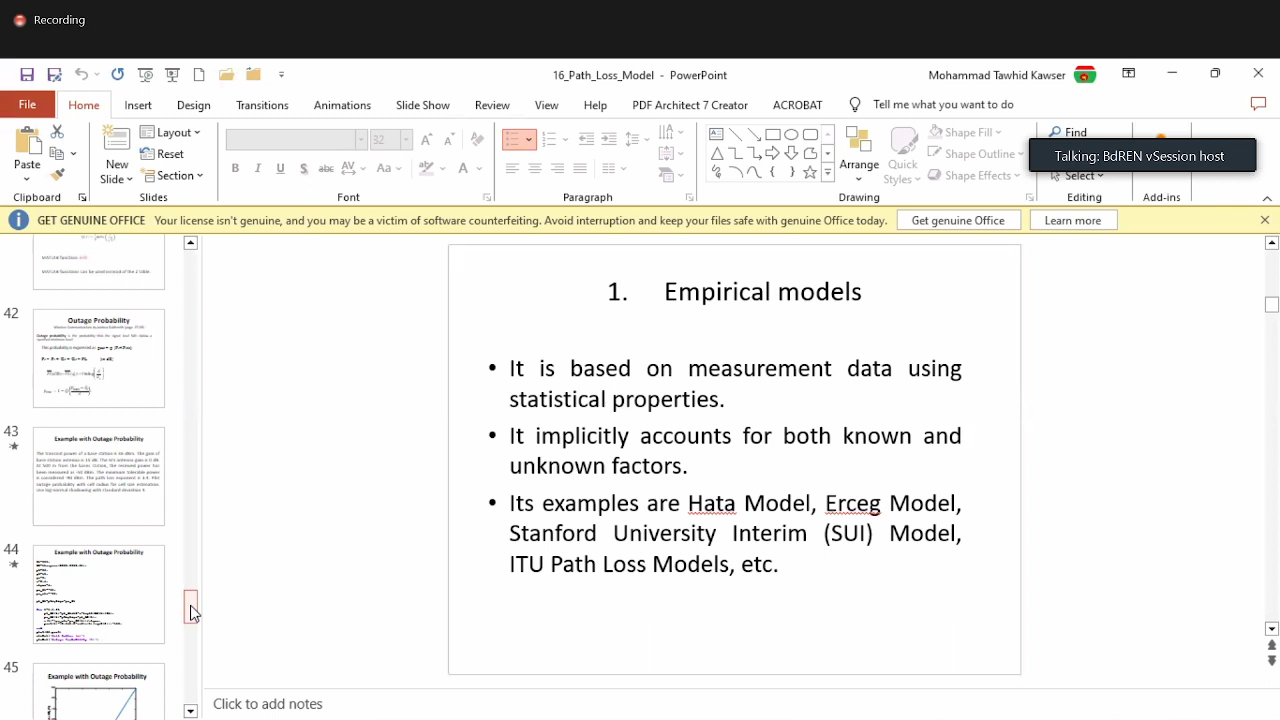 Recording
16_Path_Loss_Model - PowerPoint
Mohammad Tawhid Kawser
File Home Insert Design Transitions Animations Slide Show Review View Help PDF Architect 7 Creator ACROBAT Tell me what you want to do
Paste
Clipboard
New
Slide
Layout
Reset
Section
Slides
32
B I U S abc AV Aa A
Font
Paragraph
Arrange
Quick
Styles
Shape Fill
Shape Outline
Shape Effects
Drawing
Find
Select
Editing
Add-ins
Talking: BdREN vSession host
GET GENUINE OFFICE Your license isn't genuine, and you may be a victim of software counterfeiting. Avoid interruption and keep your files safe with genuine Office today. Get genuine Office Learn more
42
Outage Probability
43
Example with Outage Probability
44
Example with Outage Probability
45
Example with Outage Probability
1. Empirical models
• It is based on measurement data using
statistical properties.
• It implicitly accounts for both known and
unknown factors.
• Its examples are Hata Model, Erceg Model,
Stanford University Interim (SUI) Model,
ITU Path Loss Models, etc.
Click to add notes